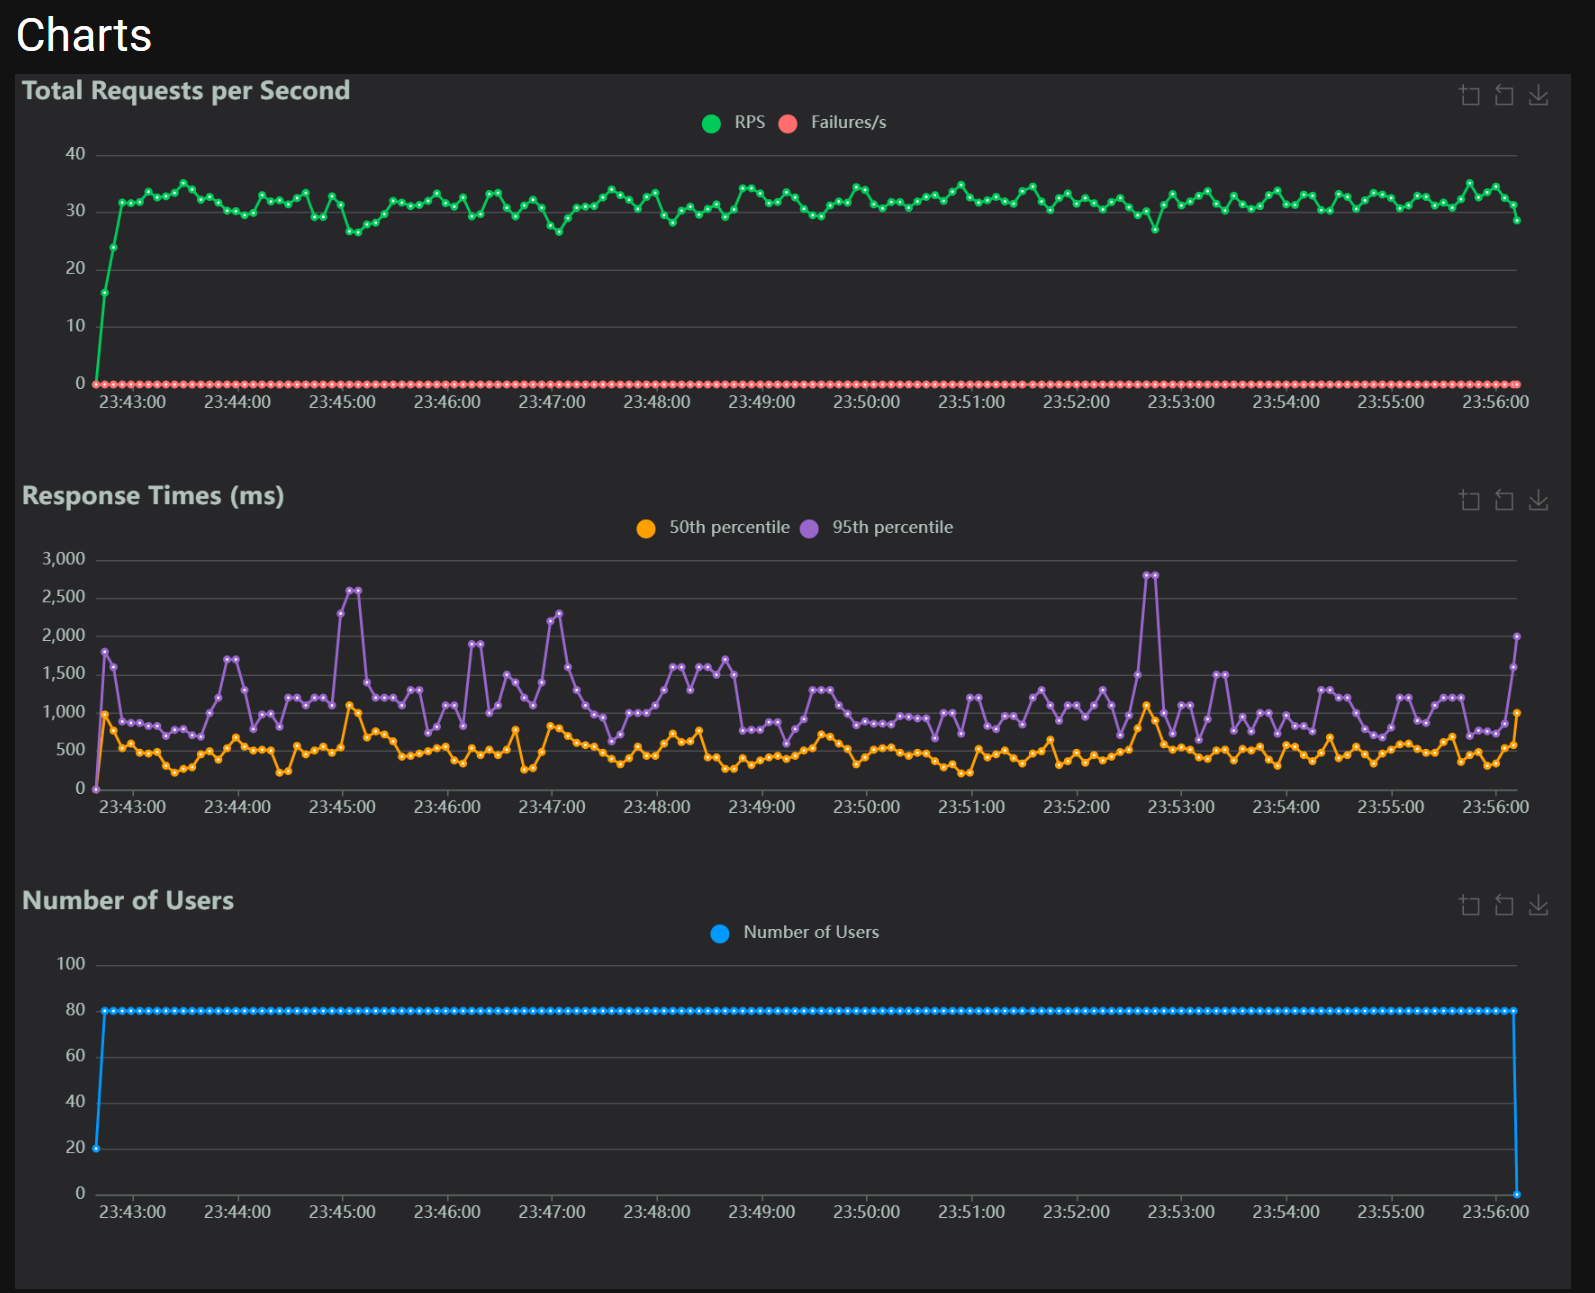 Charts
Total Requests per Second
RPS Failures/s
40
30
20
10
0
23:43:00 23:44:00 23:45:00 23:46:00 23:47:00 23:48:00 23:49:00 23:50:00 23:51:00 23:52:00 23:53:00 23:54:00 23:55:00 23:56:00
Response Times (ms)
50th percentile 95th percentile
3,000
2,500
2,000
1,500
1,000
500
0
23:43:00 23:44:00 23:45:00 23:46:00 23:47:00 23:48:00 23:49:00 23:50:00 23:51:00 23:52:00 23:53:00 23:54:00 23:55:00 23:56:00
Number of Users
Number of Users
100
80
60
40
20
0
23:43:00 23:44:00 23:45:00 23:46:00 23:47:00 23:48:00 23:49:00 23:50:00 23:51:00 23:52:00 23:53:00 23:54:00 23:55:00 23:56:00